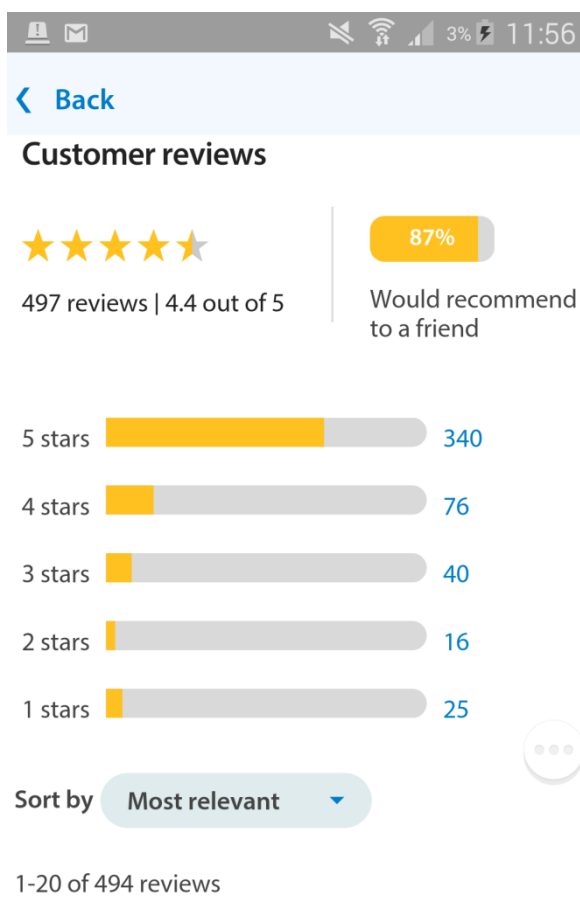 3% 11:56
Back
Customer reviews
87%
497 reviews | 4.4 out of 5
Would recommend
to a friend
5 stars 340
4 stars 76
3 stars 40
2 stars 16
1 stars 25
Sort by Most relevant
1-20 of 494 reviews